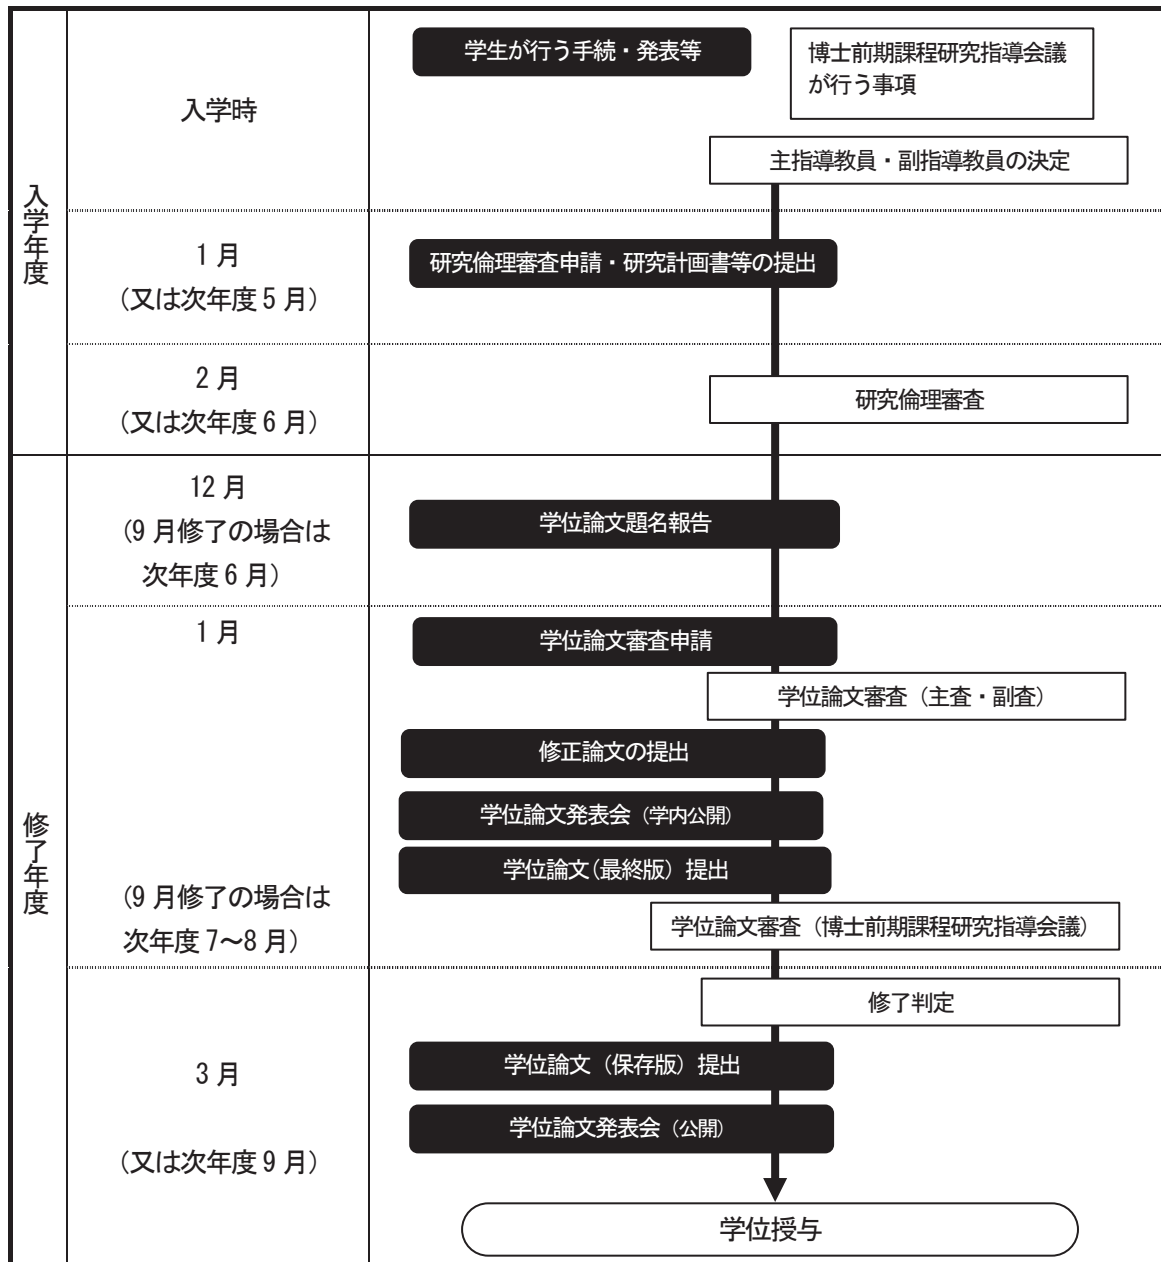 学生が行う手続・発表等
博士前期課程研究指導会議
が行う事項
入学年度
入学時
主指導教員・副指導教員の決定
1月
(又は次年度5月)
研究倫理審査申請・研究計画書等の提出
2月
(又は次年度6月)
研究倫理審査
修了年度
12月
(9月修了の場合は
次年度6月)
学位論文題名報告
1月
学位論文審査申請
学位論文審査(主査・副査)
修正論文の提出
学位論文発表会(学内公開)
学位論文(最終版)提出
(9月修了の場合は
次年度7～8月)
学位論文審査(博士前期課程研究指導会議)
修了判定
3月
学位論文(保存版)提出
学位論文発表会(公開)
(又は次年度9月)
学位授与